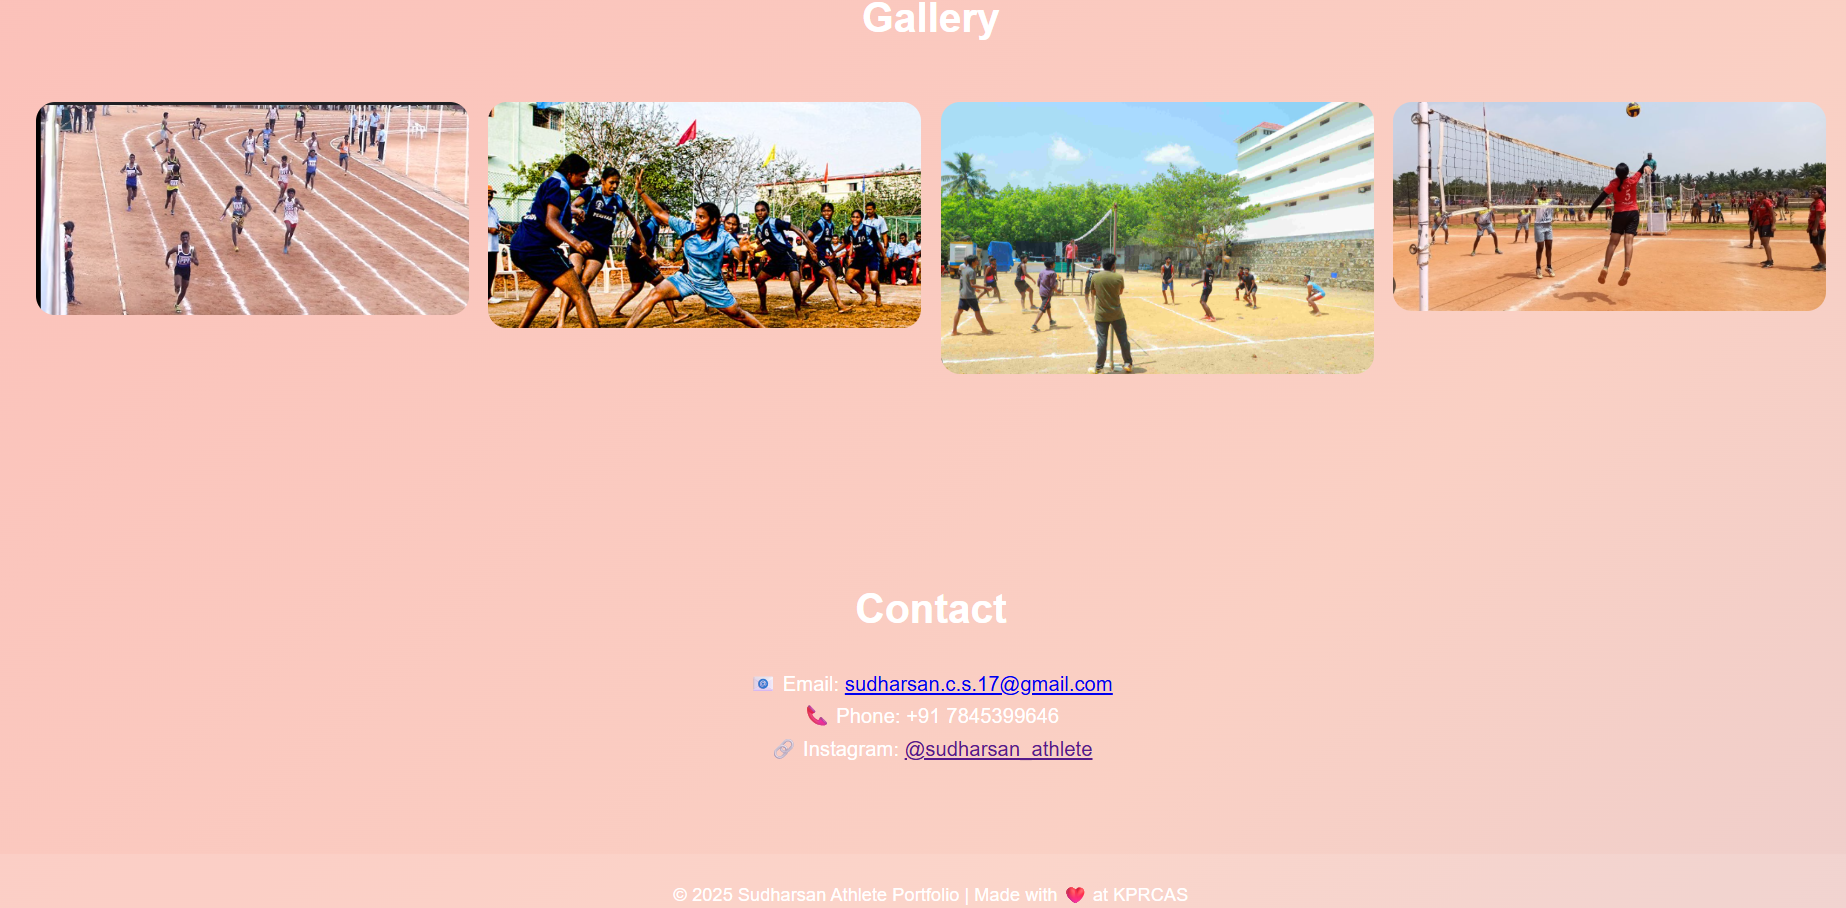 Gallery
Contact
📧 Email: sudharsan.c.s.17@gmail.com
📞 Phone: +91 7845399646
🔗 Instagram: @sudharsan_athlete
© 2025 Sudharsan Athlete Portfolio | Made with ❤️ at KPRCAS